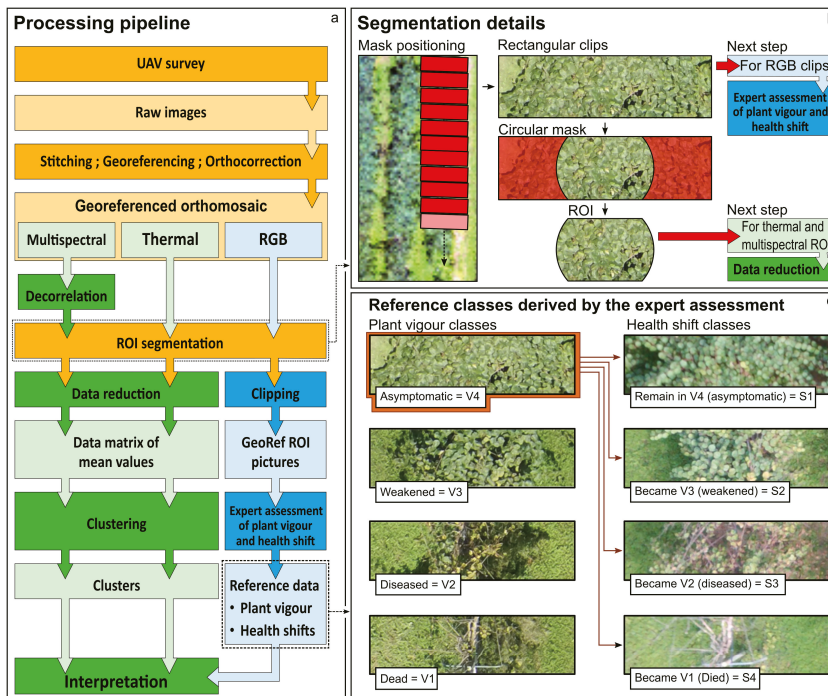 Processing pipeline
a
UAV survey
Raw images
Stitching ; Georeferencing ; Orthocorrection
Georeferenced orthomosaic
Multispectral
Thermal
RGB
Decorrelation
ROI segmentation
Data reduction
Clipping
Data matrix of
mean values
GeoRef ROI
pictures
Clustering
Expert assessment
of plant vigour
and health shift
Clusters
Reference data
• Plant vigour
• Health shifts
Interpretation
Segmentation details
Mask positioning
Rectangular clips
Next step
For RGB clips
Expert assessment
of plant vigour and
health shift
Circular mask
ROI
Next step
For thermal and
multispectral RO
Data reduction
Reference classes derived by the expert assessment
Plant vigour classes
Health shift classes
Asymptomatic = V4
Remain in V4 (asymptomatic) = S1
Weakened = V3
Became V3 (weakened) = S2
Diseased = V2
Became V2 (diseased) = S3
Dead = V1
Became V1 (Died) = S4